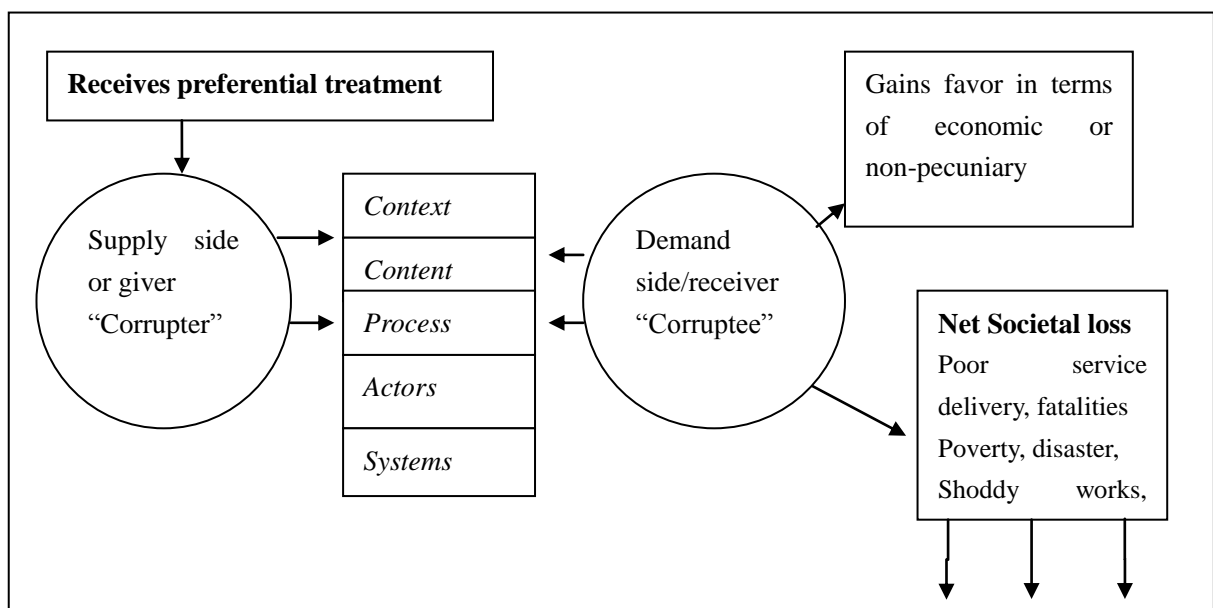 Receives preferential treatment
Supply side
or giver
“Corrupter”
Context
Content
Process
Actors
Systems
Demand
side/receiver
“Corruptee”
Gains favor in terms
of economic or
non-pecuniary
Net Societal loss
Poor service
delivery, fatalities
Poverty, disaster,
Shoddy works,